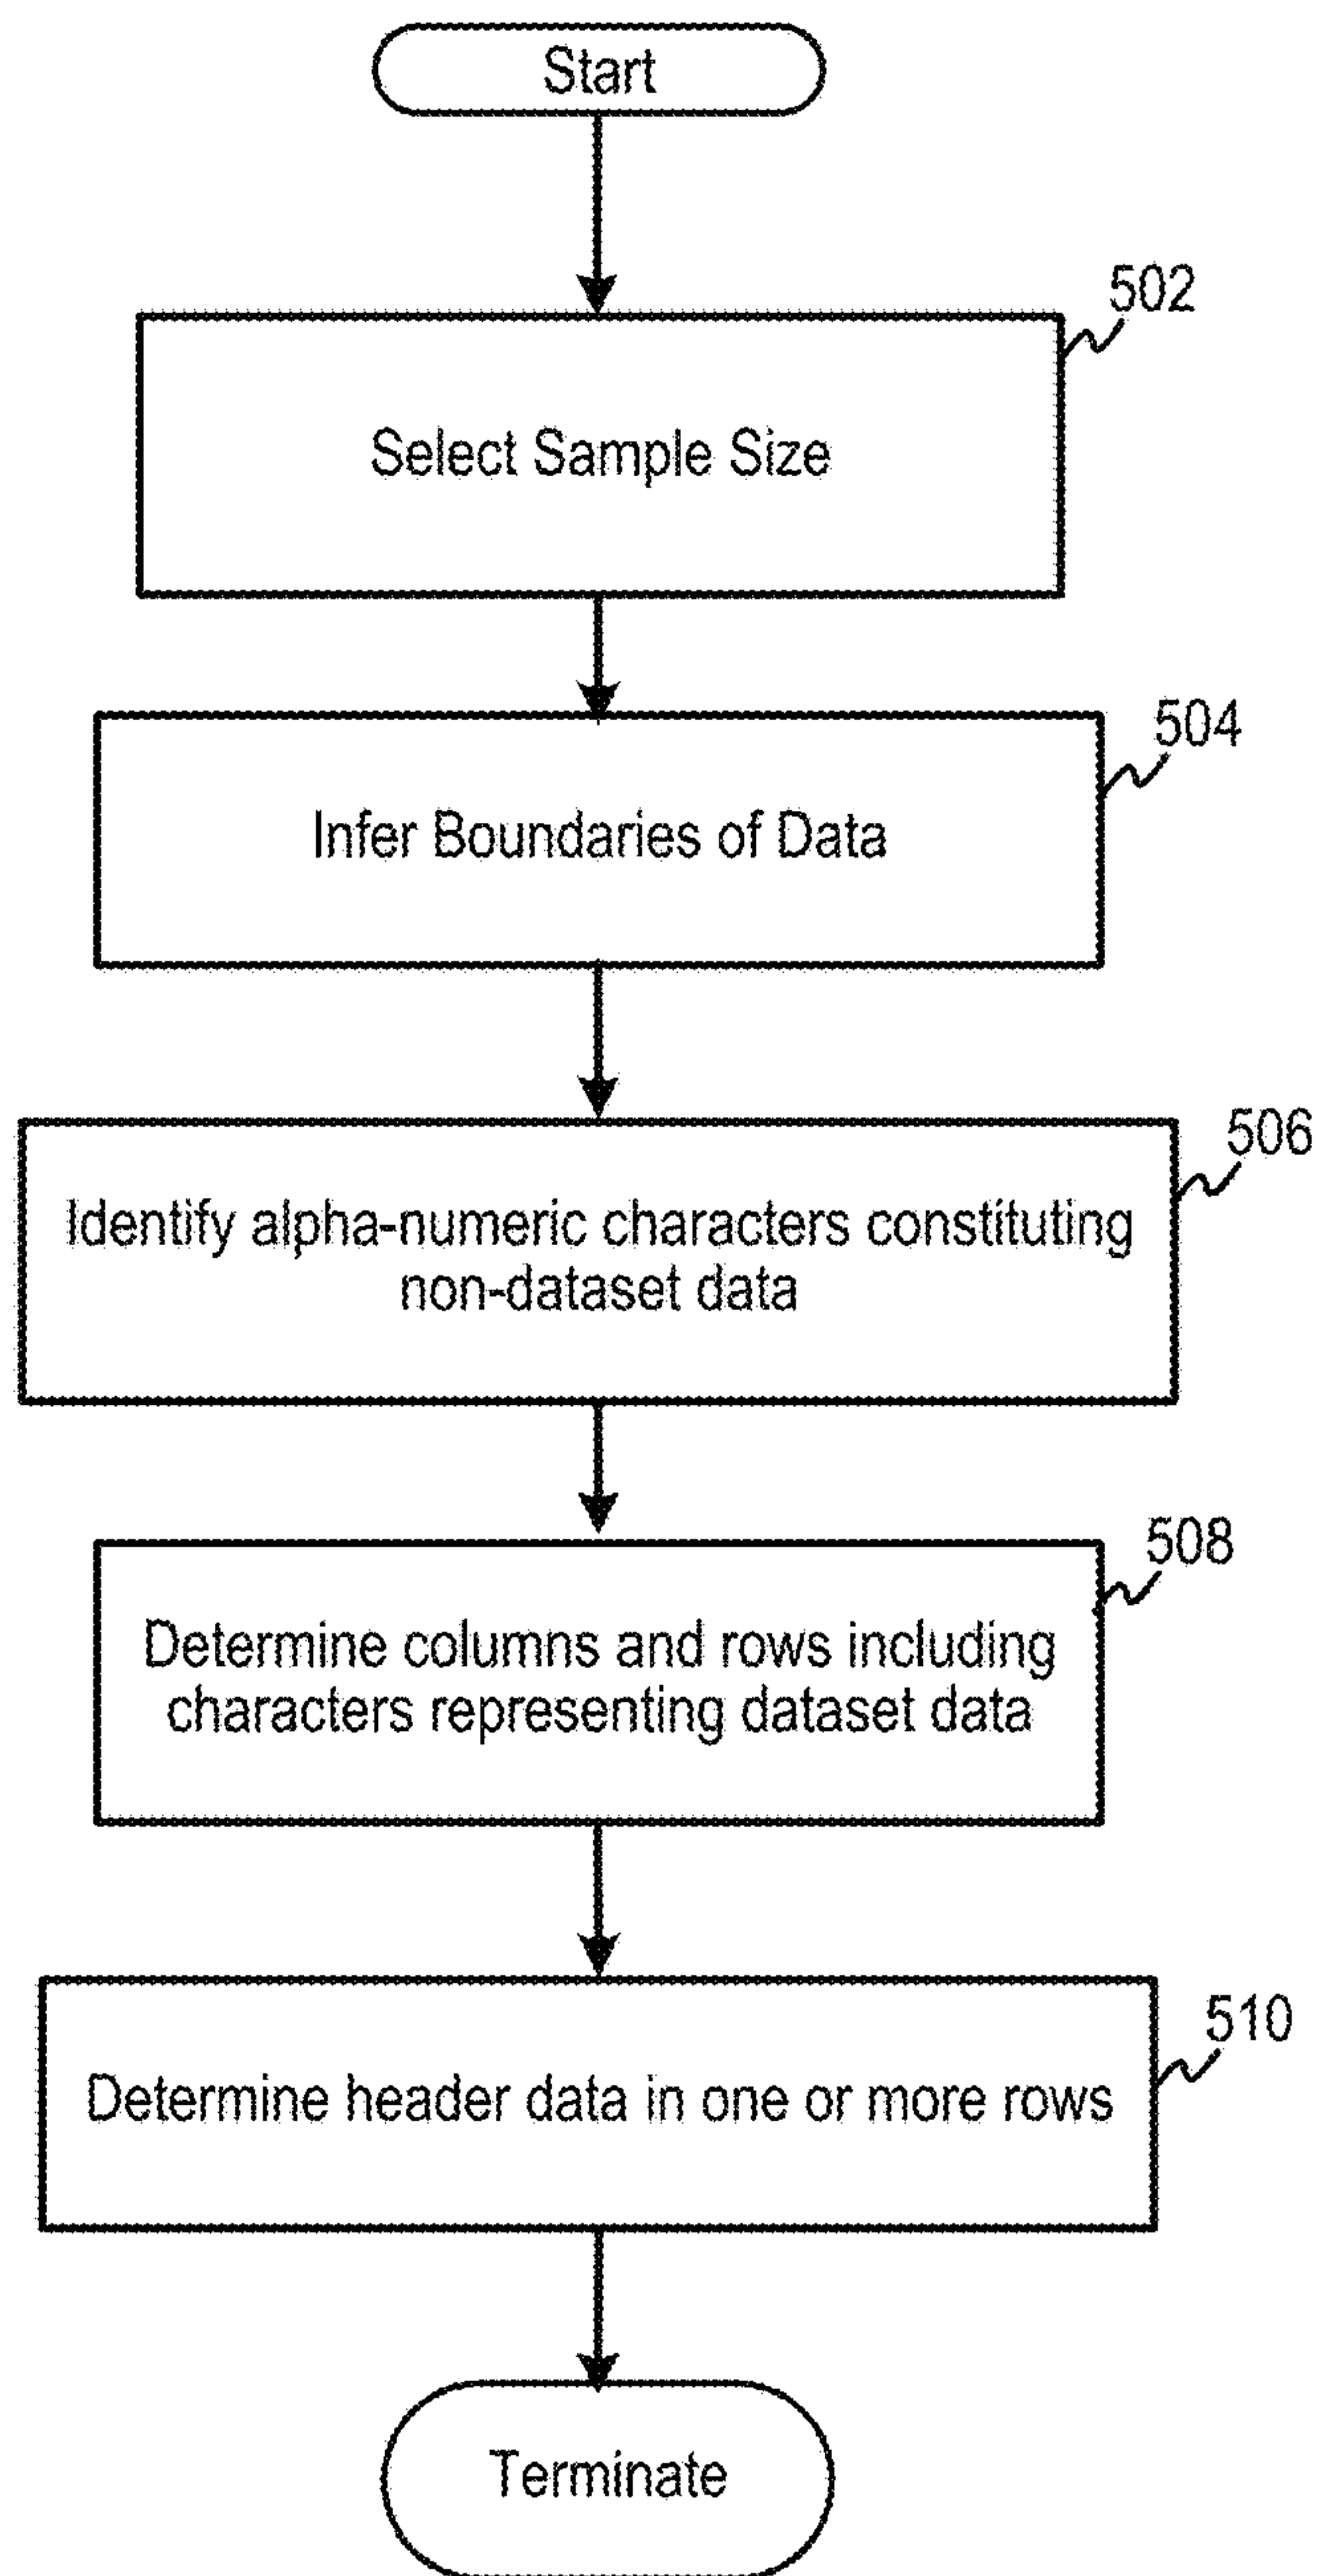 Start
502
Select Sample Size
504
Infer Boundaries of Data
506
Identify alpha-numeric characters constituting
non-dataset data
508
Determine columns and rows including
characters representing dataset data
510
Determine header data in one or more rows
Terminate